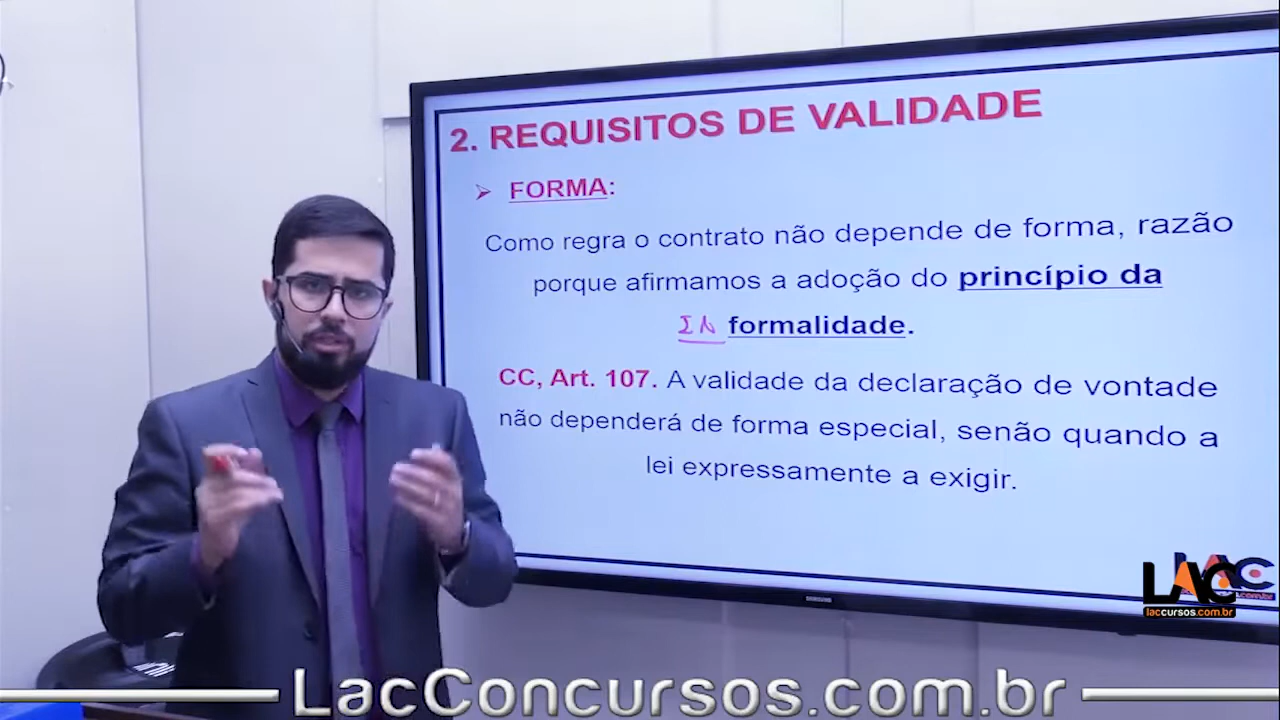 2. REQUISITOS DE VALIDADE
➢ FORMA:
Como regra o contrato não depende de forma, razão
porque afirmamos a adoção do princípio da
IN formalidade.
CC, Art. 107. A validade da declaração de vontade
não dependerá de forma especial, senão quando a
lei expressamente a exigir.
SAMSUNG
LAC
laccursos.com.br
LacConcursos.com.br